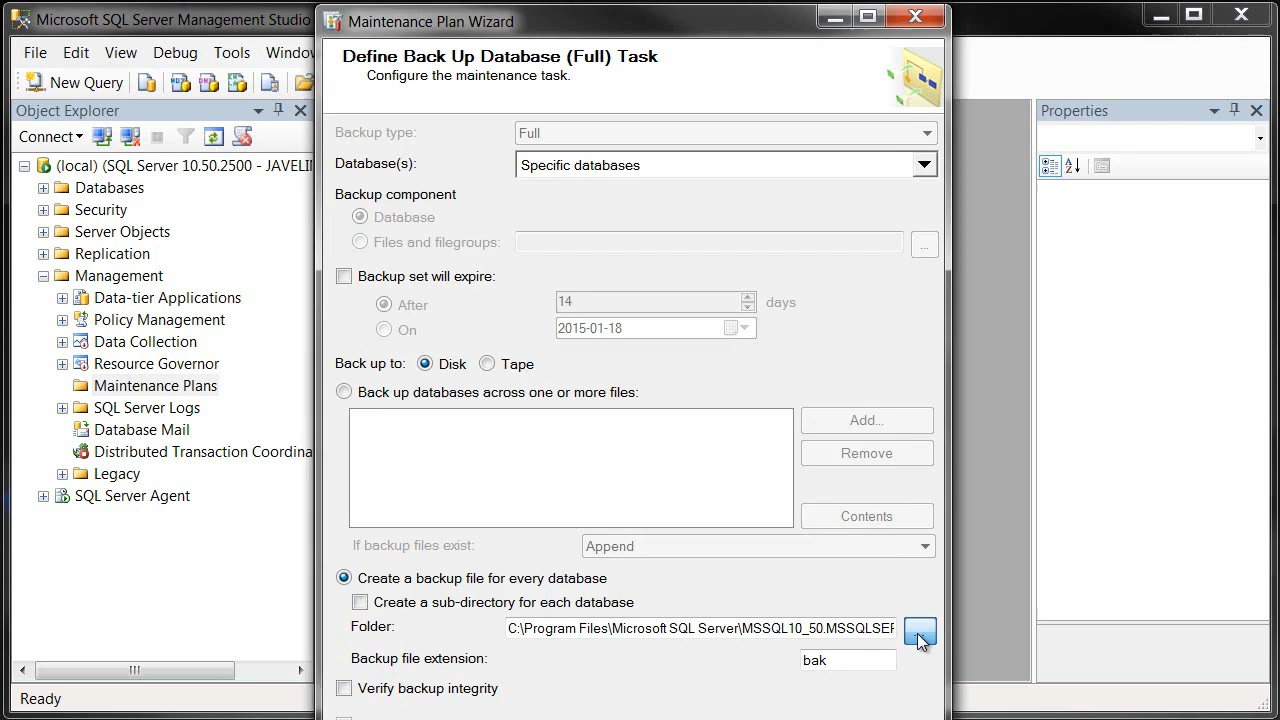 Microsoft SQL Server Management Studio
File Edit View Debug Tools Window
New Query
Object Explorer
Connect
(local) (SQL Server 10.50.2500 - JAVELIN
Databases
Security
Server Objects
Replication
Management
Data-tier Applications
Policy Management
Data Collection
Resource Governor
Maintenance Plans
SQL Server Logs
Database Mail
Distributed Transaction Coordina
Legacy
SQL Server Agent
Ready
Maintenance Plan Wizard
Define Back Up Database (Full) Task
Configure the maintenance task.
Backup type: Full
Database(s): Specific databases
Backup component
Database
Files and filegroups: ...
Backup set will expire:
After 14 days
On 2015-01-18
Back up to: Disk Tape
Back up databases across one or more files:
Add...
Remove
Contents
If backup files exist: Append
Create a backup file for every database
Create a sub-directory for each database
Folder: C:\Program Files\Microsoft SQL Server\MSSQL10_50.MSSQLSER ...
Backup file extension: bak
Verify backup integrity
Properties